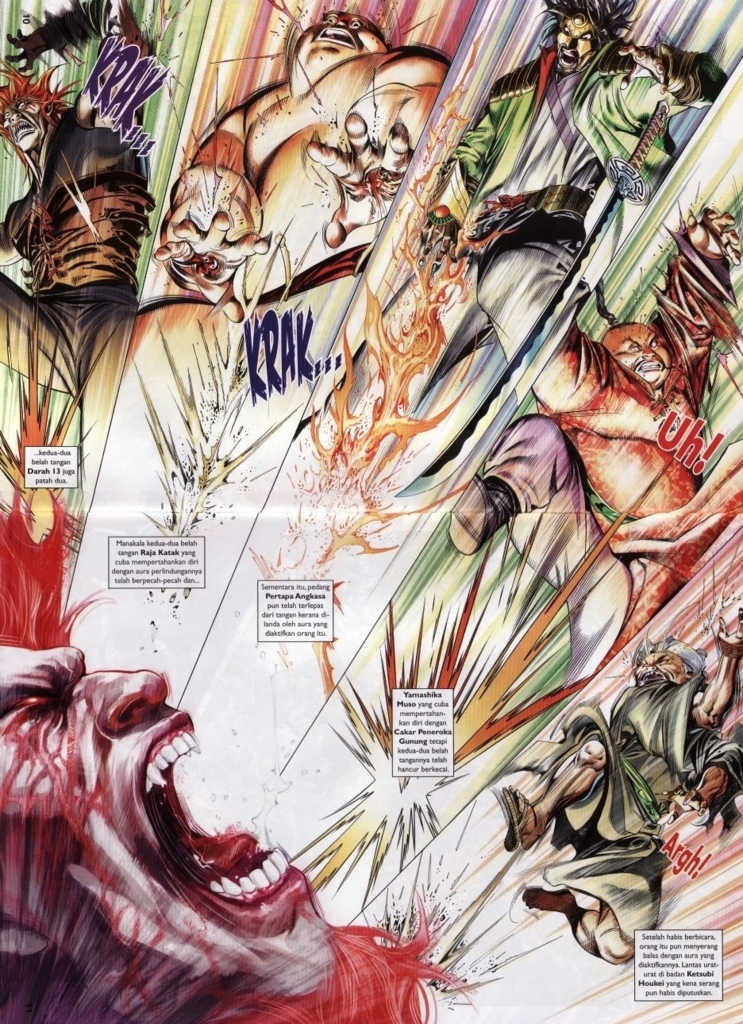 KRAK...
...kedua-dua
belah tangan
Darah 13 juga
patah dua.
KRAK...
Manakala kedua-dua belah
tangan Raja Katak yang
cuba mempertahankan diri
dengan aura perlindungannya
telah berpecah-pecah dan...
Sementara itu, pedang
Pertapa Angkasa
pun telah terlepas
dari tangan kerana di-
landa oleh aura yang
diaktifkan orang itu.
Uh!
Yamashika
Muso yang cuba
mempertahan-
kan diri dengan
Cakar Peneroka
Gunung tetapi
kedua-dua belah
tangannya telah
hancur berkecai.
Argh!
Setelah habis berbicara,
orang itu pun menyerang
balas dengan aura yang
diaktifkannya. Lantas urat-
urat di badan Ketsubi
Houkei yang kena serang
pun habis diputuskan.